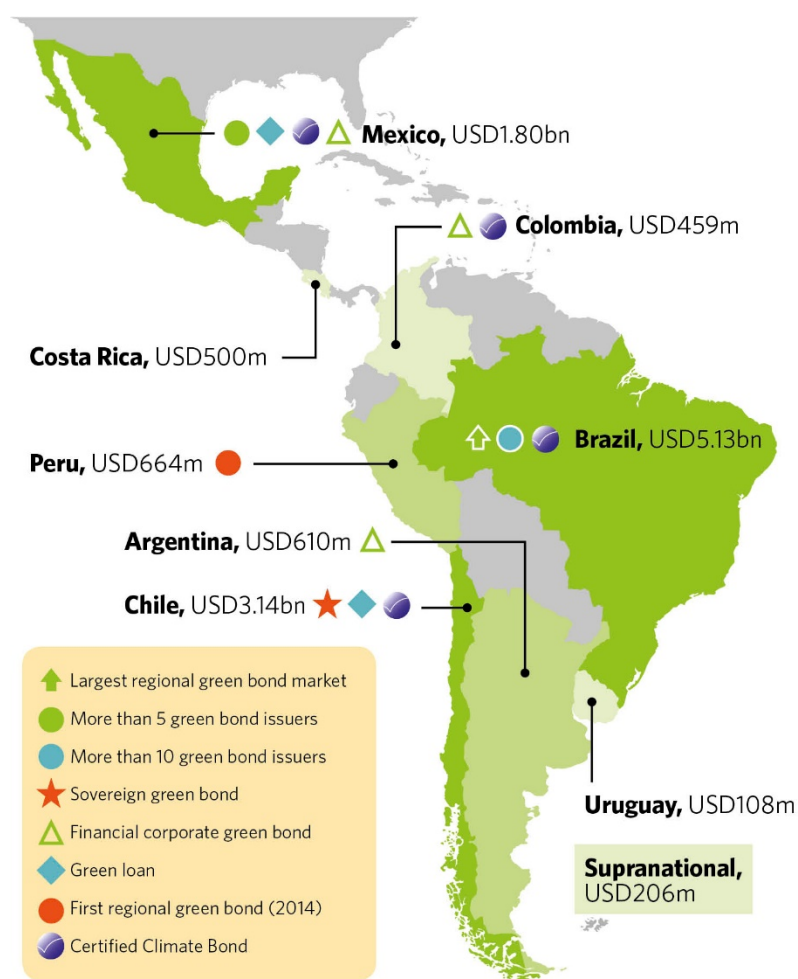 Mexico, USD1.80bn
Colombia, USD459m
Costa Rica, USD500m
Brazil, USD5.13bn
Peru, USD664m
Argentina, USD610m
Chile, USD3.14bn
Largest regional green bond market
More than 5 green bond issuers
More than 10 green bond issuers
Sovereign green bond
Financial corporate green bond
Green loan
First regional green bond (2014)
Certified Climate Bond
Uruguay, USD108m
Supranational,
USD206m